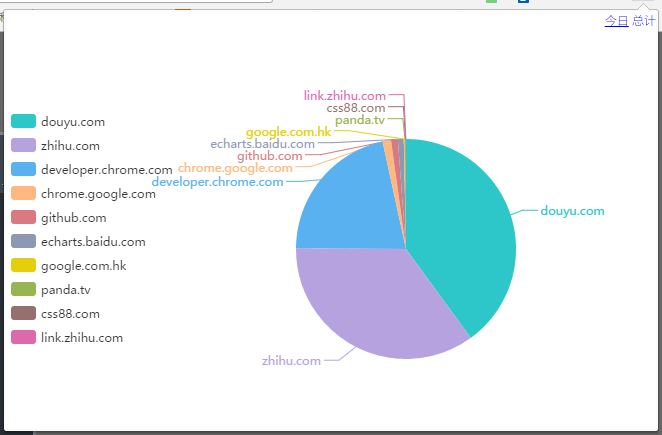 今日 总计
link.zhihu.com
css88.com
panda.tv
google.com.hk
echarts.baidu.com
github.com
chrome.google.com
developer.chrome.com
douyu.com
zhihu.com
douyu.com
zhihu.com
developer.chrome.com
chrome.google.com
github.com
echarts.baidu.com
google.com.hk
panda.tv
css88.com
link.zhihu.com